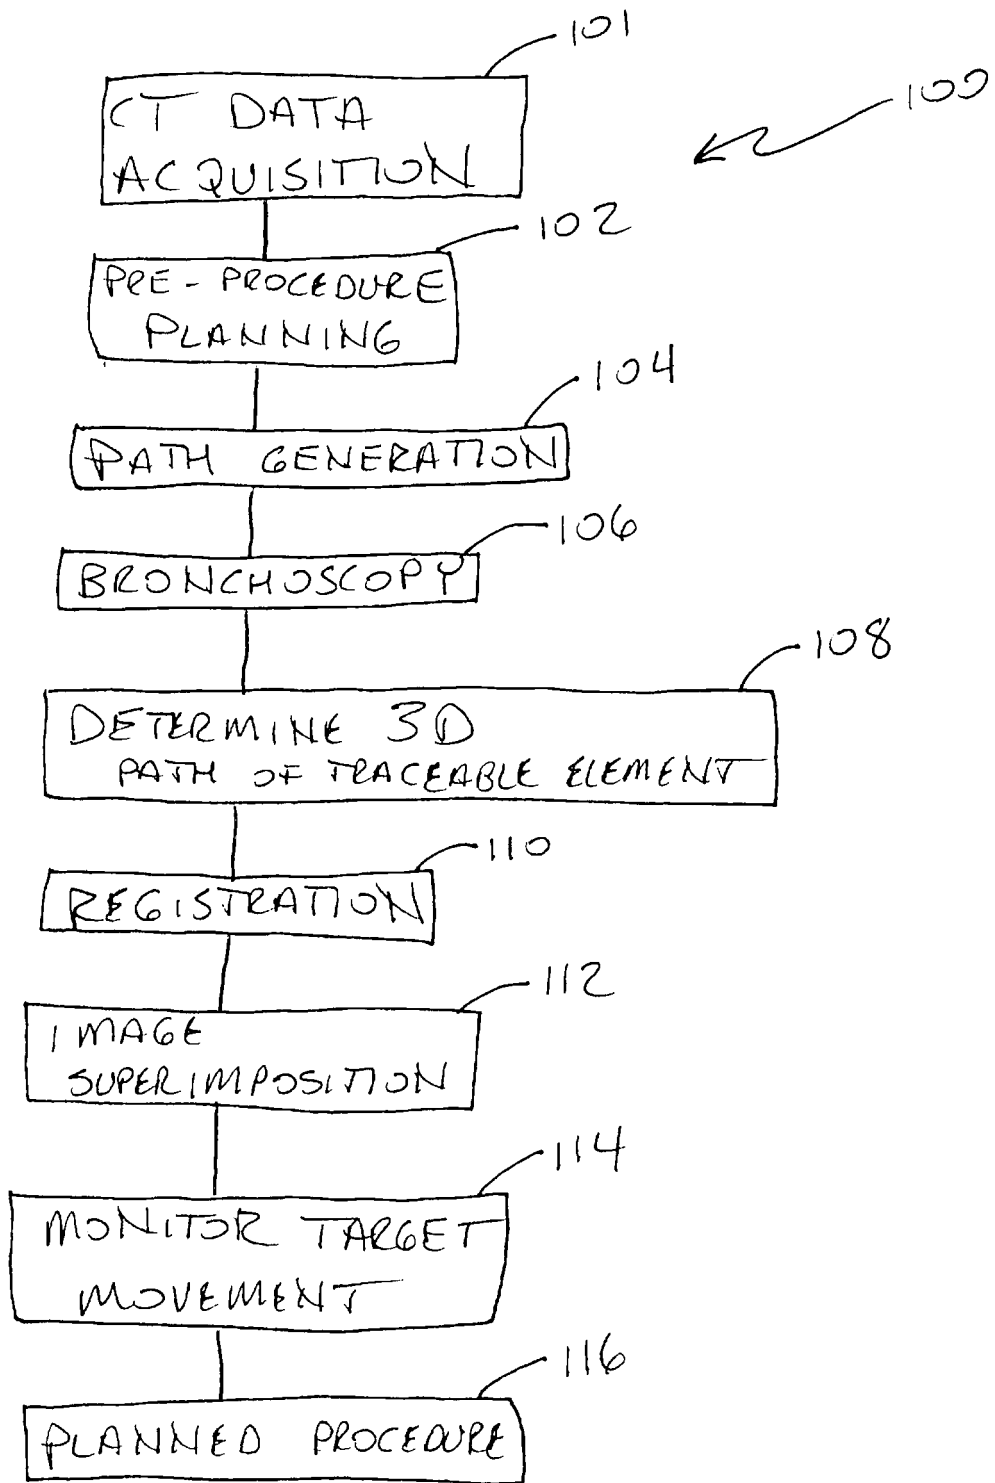 101
100
CT DATA
ACQUISITION
102
PRE-PROCEDURE
PLANNING
104
PATH GENERATION
106
BRONCHOSCOPY
108
DETERMINE 3D
PATH OF TRACEABLE ELEMENT
110
REGISTRATION
112
IMAGE
SUPERIMPOSITION
114
MONITOR TARGET
MOVEMENT
116
PLANNED PROCEDURE